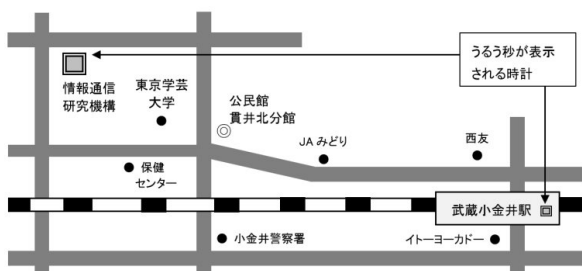 うるう秒が表示
される時計
情報通信
研究機構
東京学芸
大学
公民館
貫井北分館
JAみどり
西友
保健
センター
武蔵小金井駅
小金井警察署
イトーヨーカドー